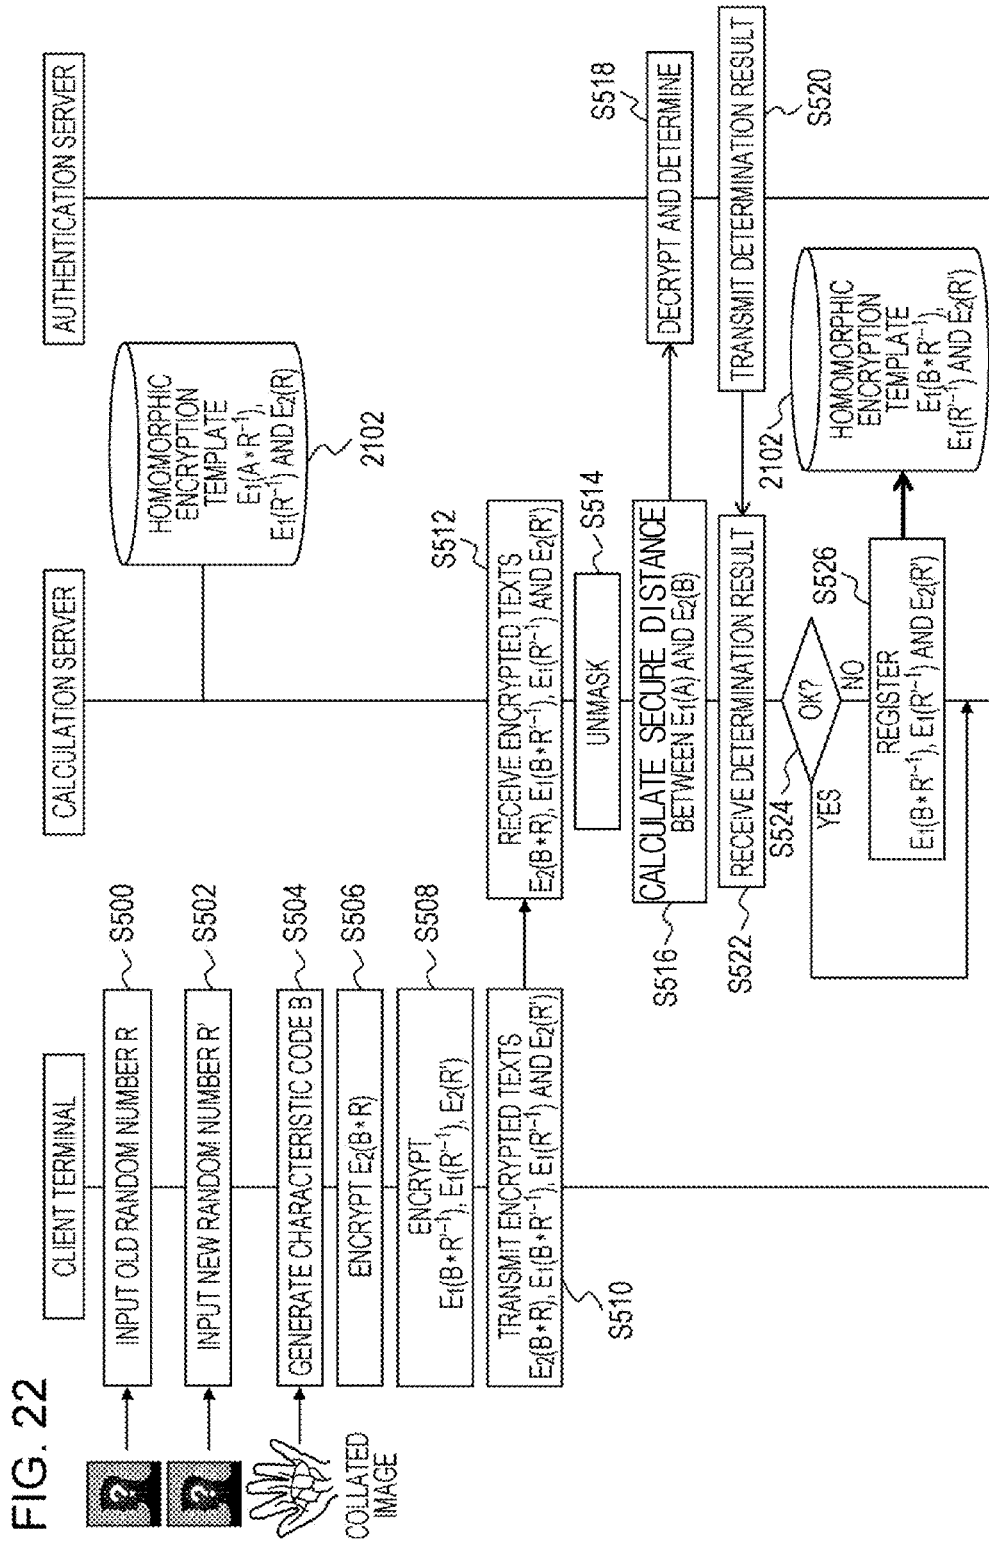 FIG. 22
CLIENT TERMINAL
CALCULATION SERVER
AUTHENTICATION SERVER
INPUT OLD RANDOM NUMBER R
S500
?
INPUT NEW RANDOM NUMBER R'
S502
?
COLLATED
IMAGE
GENERATE CHARACTERISTIC CODE B
S504
ENCRYPT E2(B*R)
S506
ENCRYPT
E1(B*R'⁻¹), E1(R'⁻¹), E2(R')
S508
TRANSMIT ENCRYPTED TEXTS
E2(B*R), E1(B*R'⁻¹), E1(R'⁻¹) AND E2(R')
S510
HOMOMORPHIC
ENCRYPTION
TEMPLATE
E1(A*R⁻¹),
E1(R⁻¹) AND E2(R)
2102
RECEIVE ENCRYPTED TEXTS
E2(B*R), E1(B*R'⁻¹), E1(R'⁻¹) AND E2(R')
S512
UNMASK
S514
CALCULATE SECURE DISTANCE
BETWEEN E1(A) AND E2(B)
S516
DECRYPT AND DETERMINE
S518
TRANSMIT DETERMINATION RESULT
S520
RECEIVE DETERMINATION RESULT
S522
OK?
S524
YES
NO
REGISTER
E1(B*R'⁻¹), E1(R'⁻¹) AND E2(R')
S526
HOMOMORPHIC
ENCRYPTION
TEMPLATE
E1(B*R'⁻¹),
E1(R'⁻¹) AND E2(R')
2102